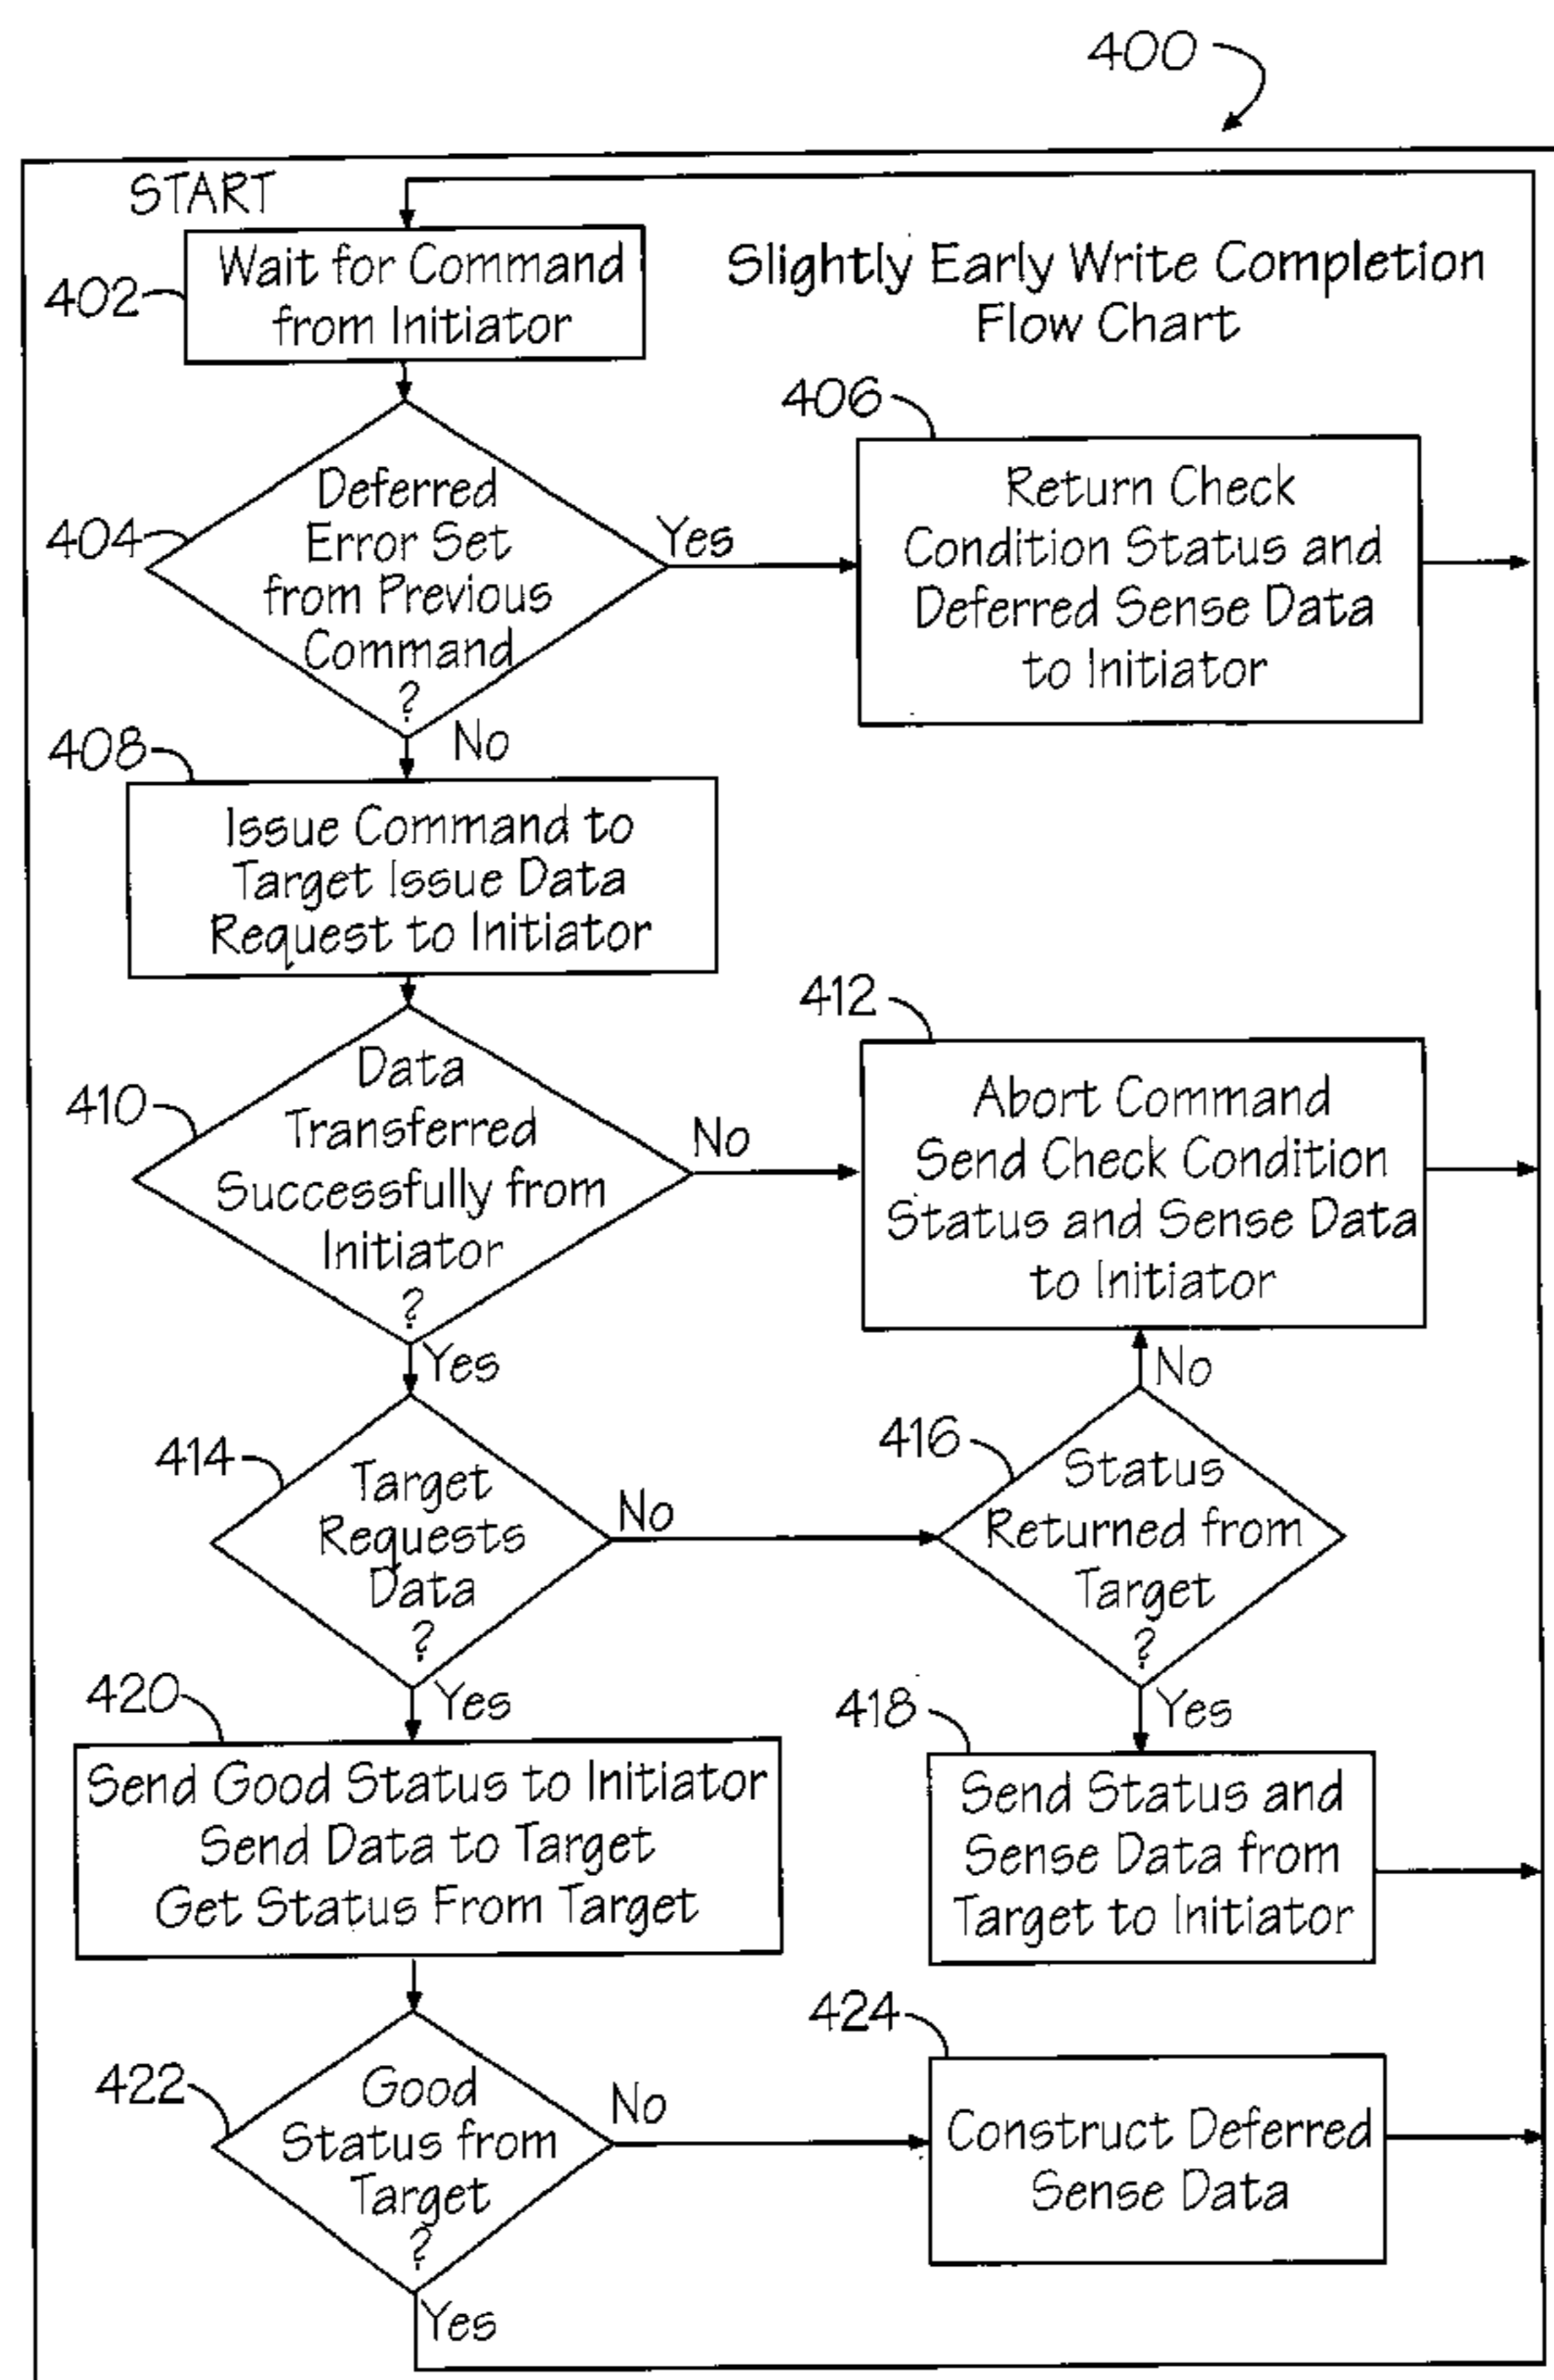 400
START
Wait for Command
from Initiator
402
Slightly Early Write Completion
Flow Chart
406
Return Check
Condition Status and
Deferred Sense Data
to Initiator
404
Deferred
Error Set
from Previous
Command
?
Yes
No
408
Issue Command to
Target Issue Data
Request to Initiator
412
Abort Command
Send Check Condition
Status and Sense Data
to Initiator
410
Data
Transferred
Successfully from
Initiator
?
No
Yes
414
Target
Requests
Data
?
No
Yes
416
Status
Returned from
Target
?
No
Yes
420
Send Good Status to Initiator
Send Data to Target
Get Status From Target
418
Send Status and
Sense Data from
Target to Initiator
422
Good
Status from
Target
?
No
Yes
424
Construct Deferred
Sense Data